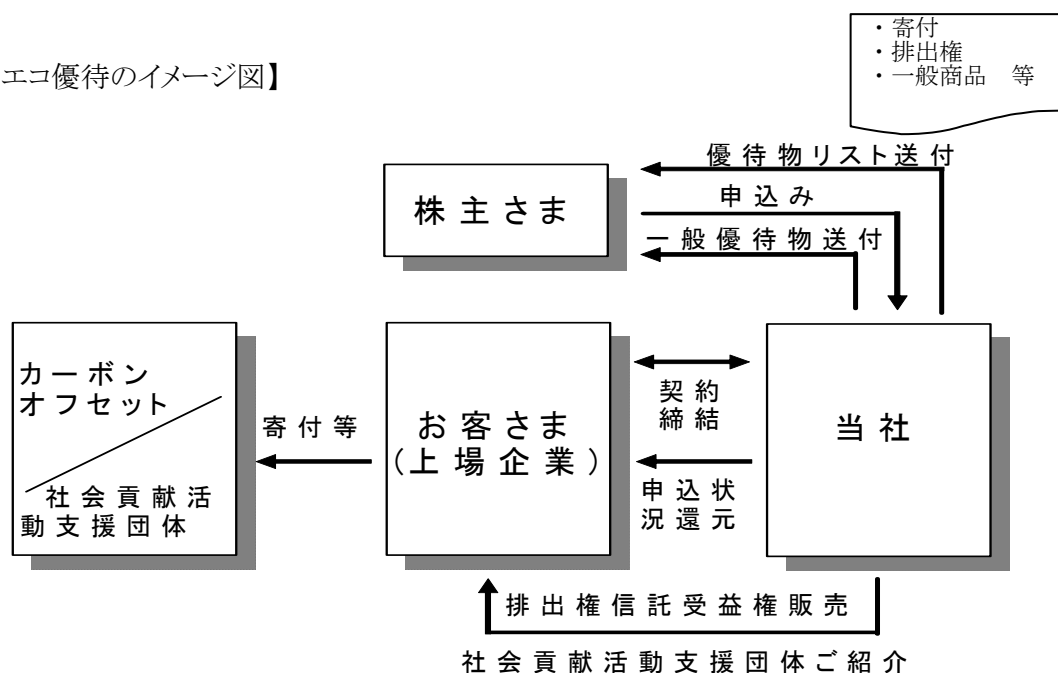 ・寄付
・排出権
・一般商品　等
エコ優待のイメージ図】
優待物リスト送付
株主さま
申込み
一般優待物送付
カーボン
オフセット
社会貢献活
動支援団体
寄付等
お客さま
(上場企業)
契約
締結
申込状
況還元
当社
排出権信託受益権販売
社会貢献活動支援団体ご紹介